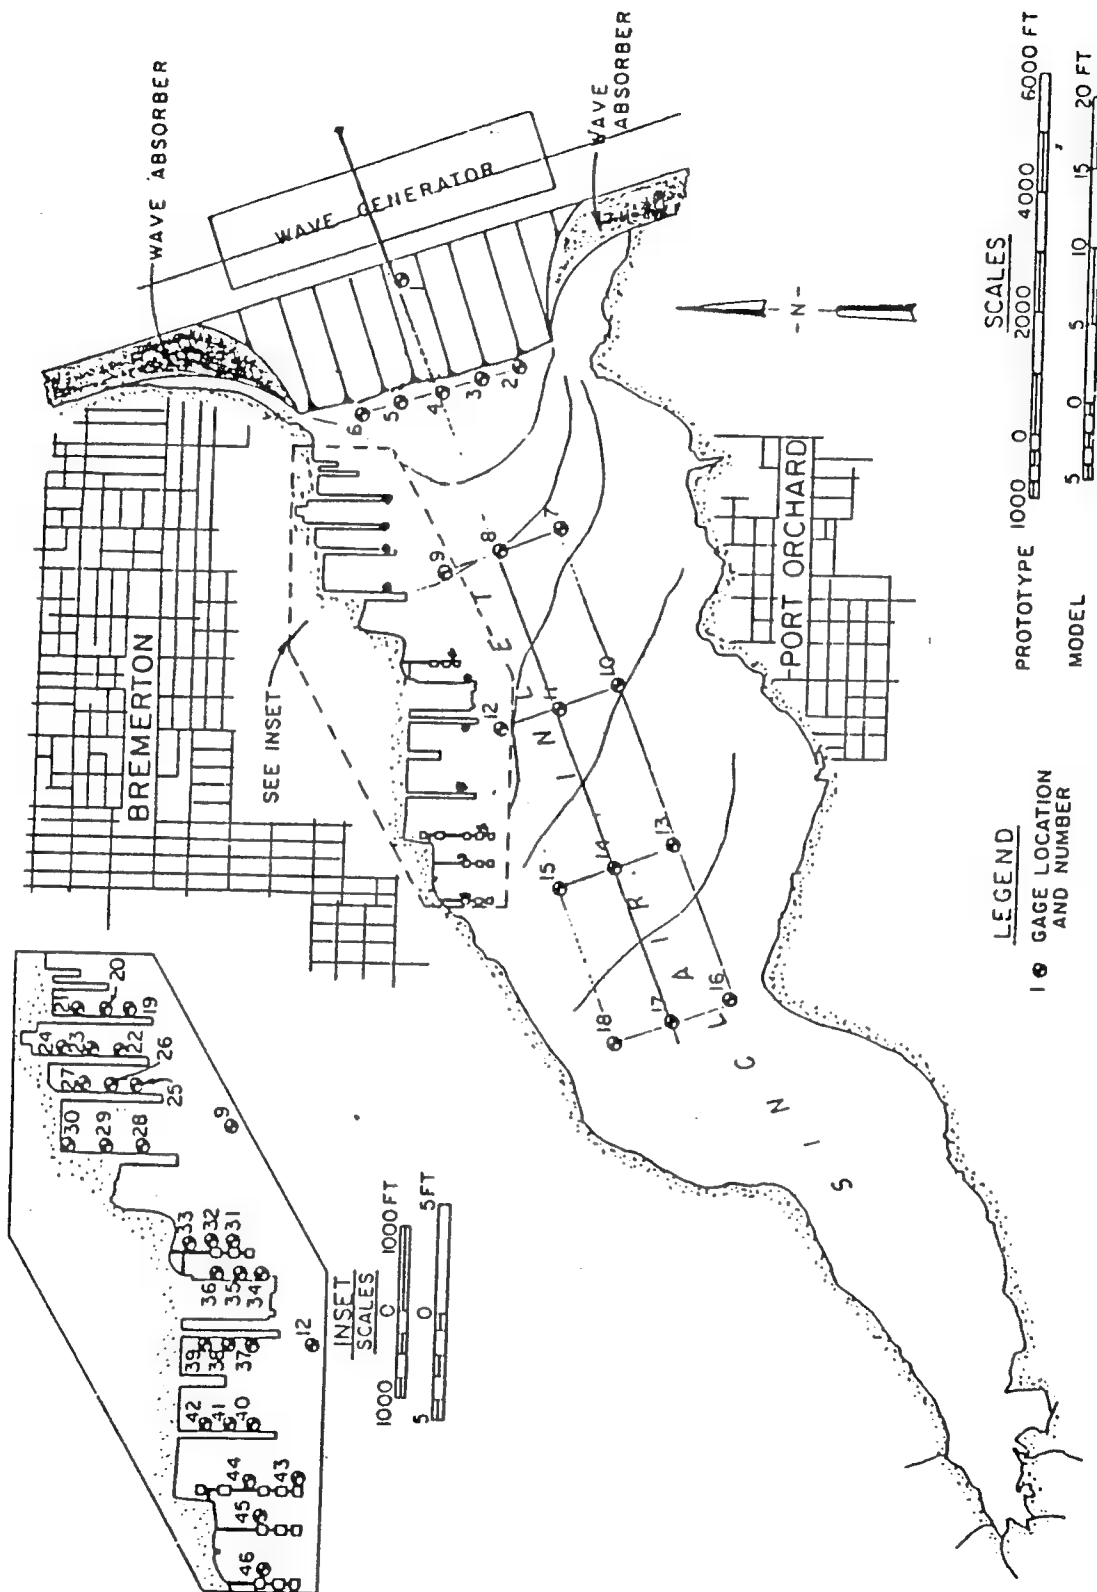 WAVE ABSORBER
WAVE GENERATOR
WAVE
ABSORBER
BREMERTON
SEE INSET
PORT ORCHARD
SINCLAIR INLET
-N-
1
2
3
4
5
6
7
8
9
10
11
12
13
14
15
16
17
18
SCALES
PROTOTYPE 1000 0 2000 4000 6000 FT
MODEL 5 0 5 10 15 20 FT
LEGEND
1 GAGE LOCATION
AND NUMBER
INSET
SCALES
1000 0 1000 FT
5 0 5 FT
46
45
44
43
42
41
40
39
38
37
12
36
35
34
33
32
31
30
29
28
9
27
26
25
24
23
22
21
20
19